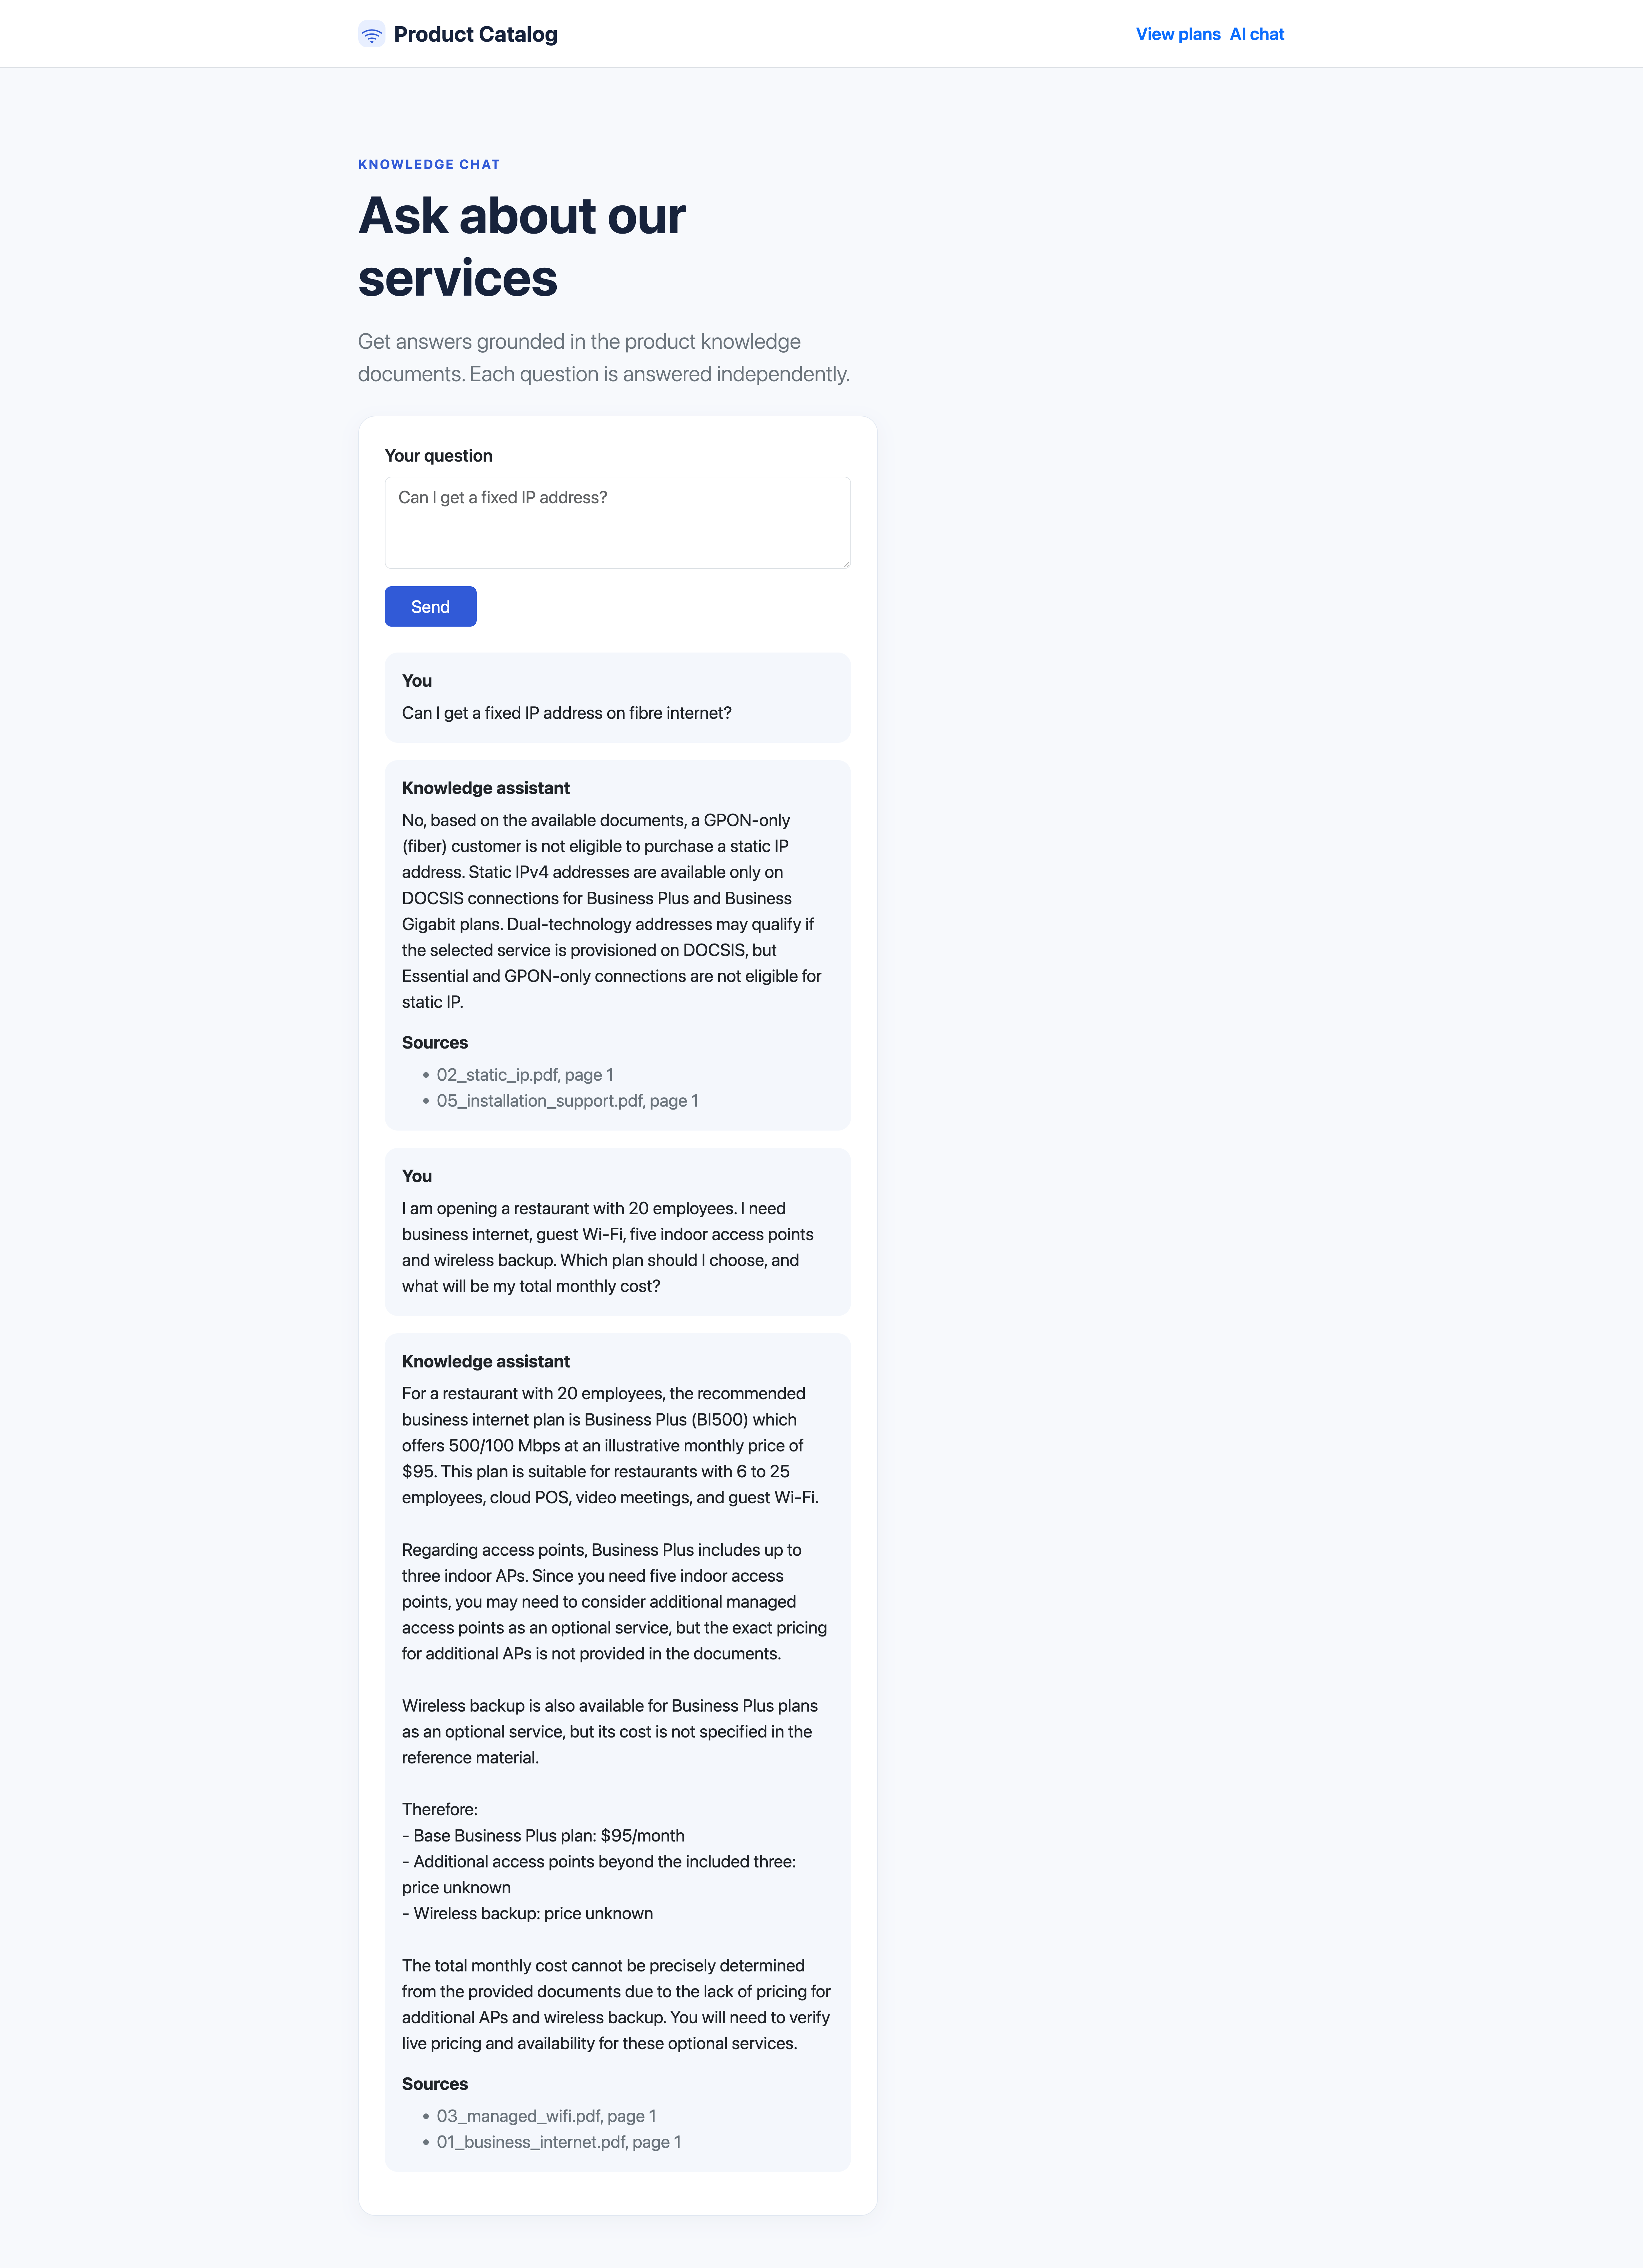 Product Catalog
View plans AI chat
KNOWLEDGE CHAT
Ask about our
services
Get answers grounded in the product knowledge
documents. Each question is answered independently.
Your question
Can I get a fixed IP address?
Send
You
Can I get a fixed IP address on fibre internet?
Knowledge assistant
No, based on the available documents, a GPON-only
(fiber) customer is not eligible to purchase a static IP
address. Static IPv4 addresses are available only on
DOCSIS connections for Business Plus and Business
Gigabit plans. Dual-technology addresses may qualify if
the selected service is provisioned on DOCSIS, but
Essential and GPON-only connections are not eligible for
static IP.
Sources
• 02_static_ip.pdf, page 1
• 05_installation_support.pdf, page 1
You
I am opening a restaurant with 20 employees. I need
business internet, guest Wi-Fi, five indoor access points
and wireless backup. Which plan should I choose, and
what will be my total monthly cost?
Knowledge assistant
For a restaurant with 20 employees, the recommended
business internet plan is Business Plus (BI500) which
offers 500/100 Mbps at an illustrative monthly price of
$95. This plan is suitable for restaurants with 6 to 25
employees, cloud POS, video meetings, and guest Wi-Fi.
Regarding access points, Business Plus includes up to
three indoor APs. Since you need five indoor access
points, you may need to consider additional managed
access points as an optional service, but the exact pricing
for additional APs is not provided in the documents.
Wireless backup is also available for Business Plus plans
as an optional service, but its cost is not specified in the
reference material.
Therefore:
- Base Business Plus plan: $95/month
- Additional access points beyond the included three:
price unknown
- Wireless backup: price unknown
The total monthly cost cannot be precisely determined
from the provided documents due to the lack of pricing for
additional APs and wireless backup. You will need to verify
live pricing and availability for these optional services.
Sources
• 03_managed_wifi.pdf, page 1
• 01_business_internet.pdf, page 1